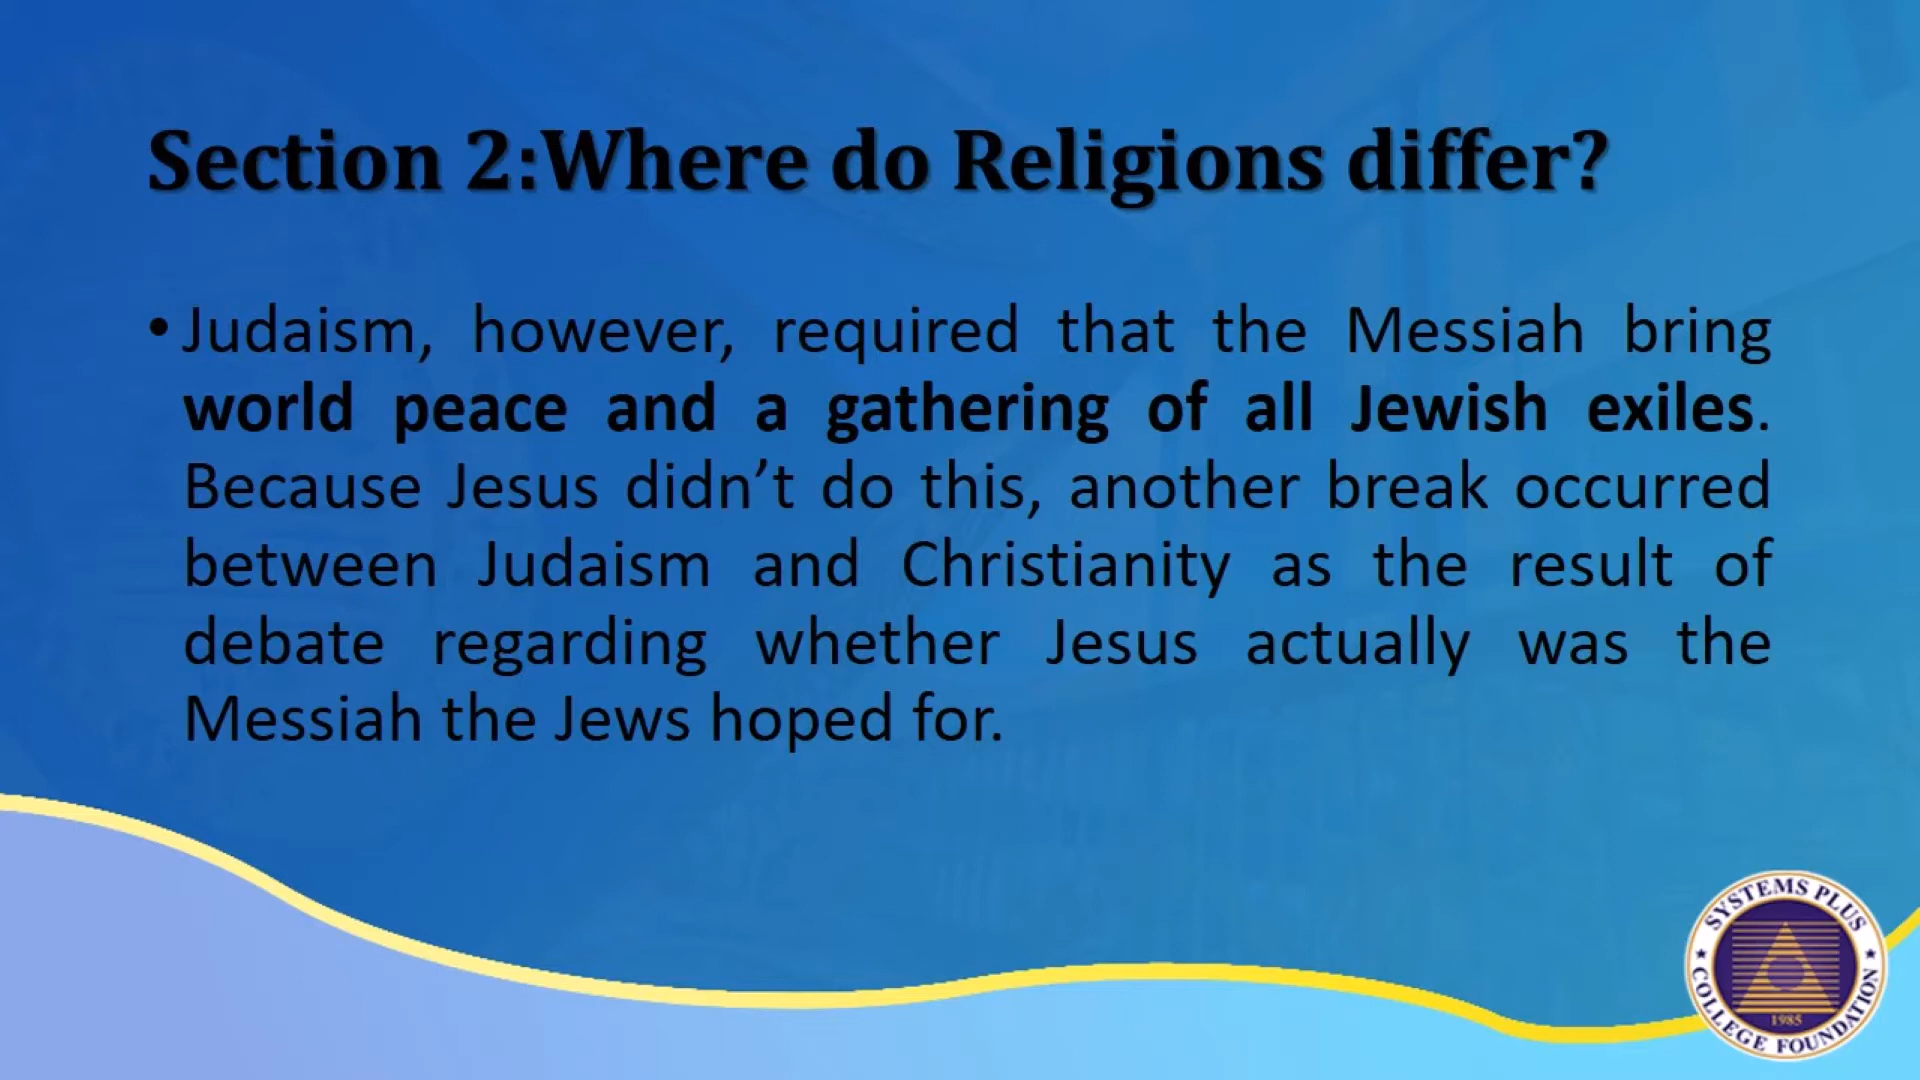 Section 2:Where do Religions differ?
• Judaism, however, required that the Messiah bring
world peace and a gathering of all Jewish exiles.
Because Jesus didn’t do this, another break occurred
between Judaism and Christianity as the result of
debate regarding whether Jesus actually was the
Messiah the Jews hoped for.
SYSTEMS PLUS
COLLEGE FOUNDATION
1985